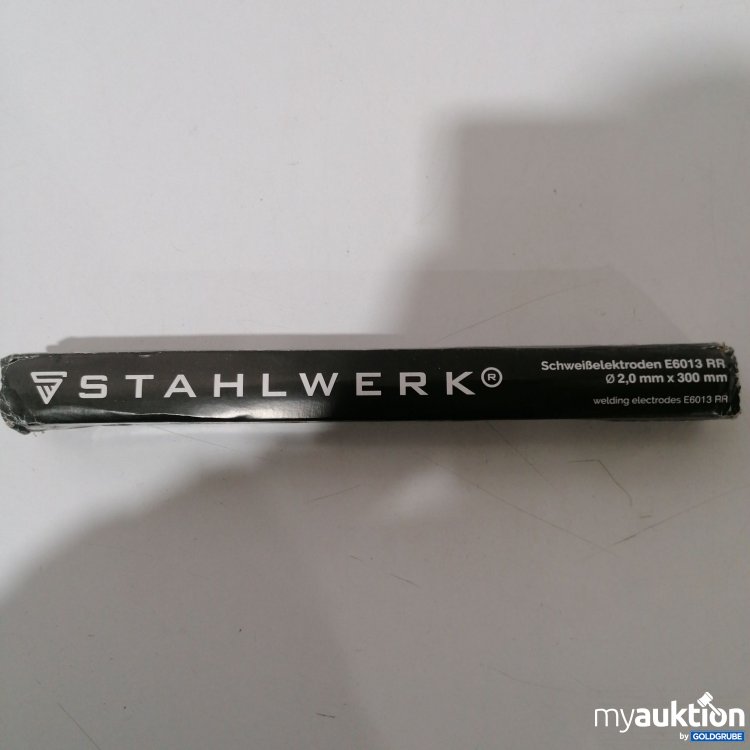 STAHLWERK®
Schweißelektroden E6013 RR
Ø 2,0 mm x 300 mm
welding electrodes E6013 RR
myauktion
by GOLDGRUBE